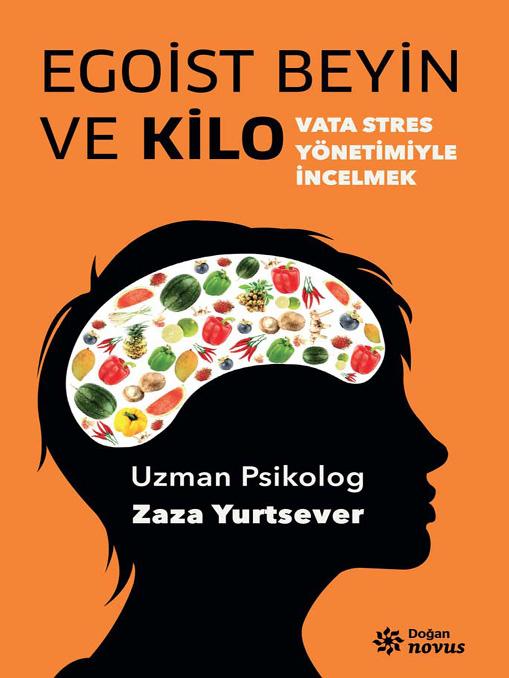 EGOİST BEYİN
VE KİLO
VATA STRES
YÖNETİMİYLE
İNCELMEK
Uzman Psikolog
Zaza Yurtsever
Doğan
novus